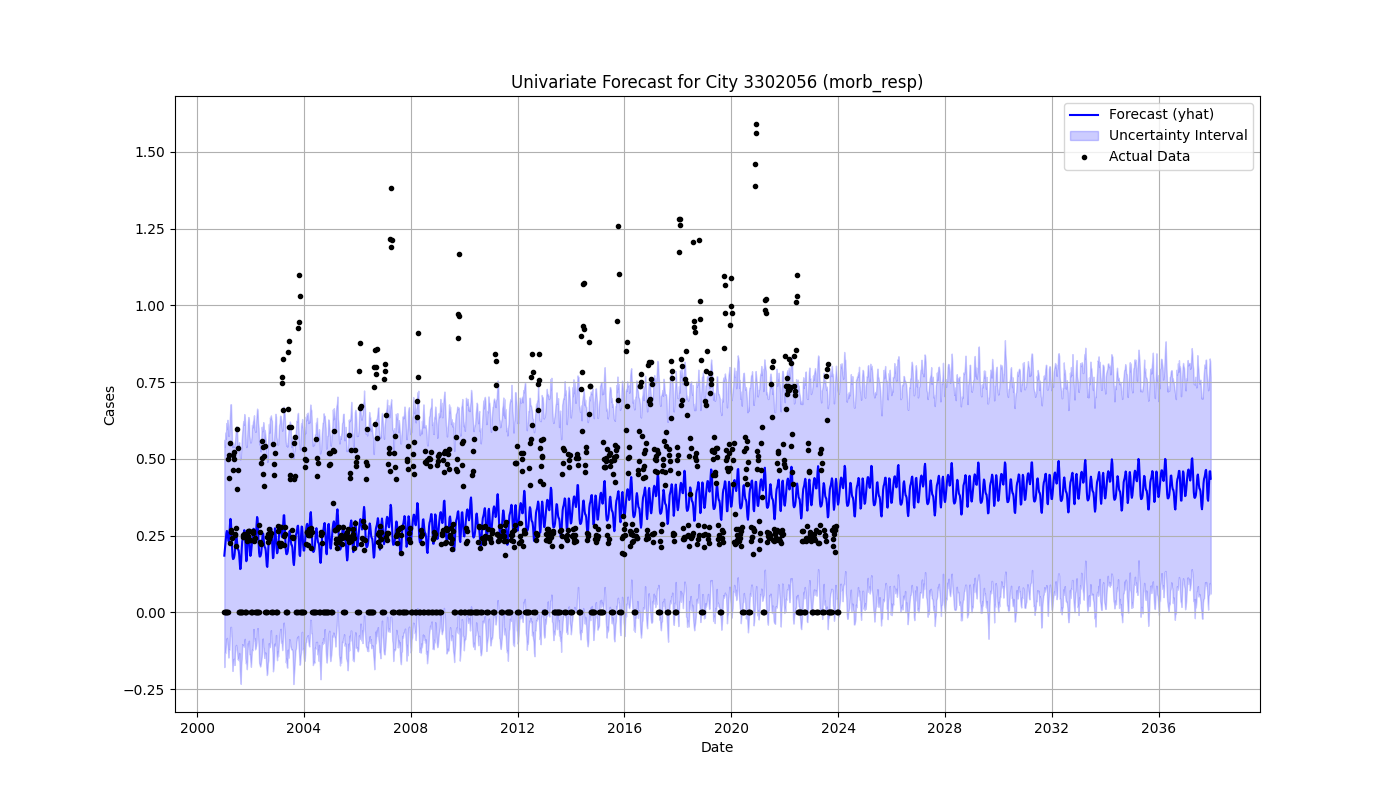 Univariate Forecast for City 3302056 (morb_resp)
Forecast (yhat)
Uncertainty Interval
Actual Data
Cases
1.50
1.25
1.00
0.75
0.50
0.25
0.00
−0.25
2000 2004 2008 2012 2016 2020 2024 2028 2032 2036
Date